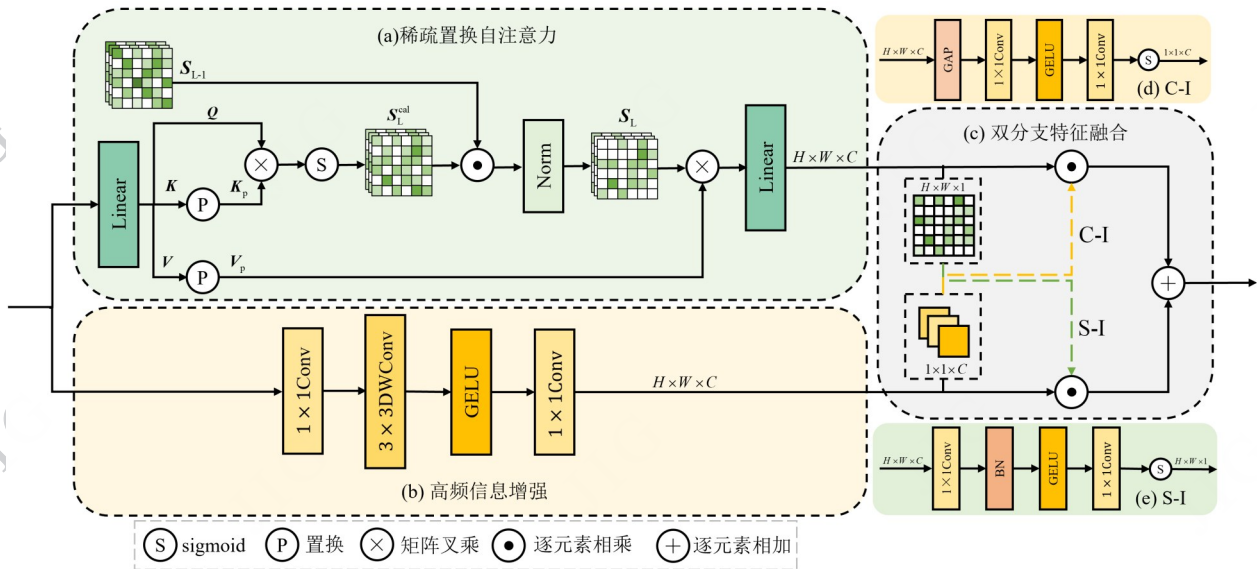 (a)稀疏置换自注意力
S_{L-1}
Q
S_L^{cal}
S_L
K
K_p
V
V_p
Linear
P
P
×
S
Norm
×
Linear
H×W×C
(b) 高频信息增强
1×1Conv
3×3DWConv
GELU
1×1Conv
H×W×C
(c) 双分支特征融合
H×W×1
C-I
S-I
1×1×C
+
H×W×C
GAP
1×1Conv
GELU
1×1Conv
S
1×1×C
(d) C-I
H×W×C
1×1Conv
BN
GELU
1×1Conv
S
H×W×1
(e) S-I
S sigmoid P 置换 × 矩阵叉乘 • 逐元素相乘 + 逐元素相加